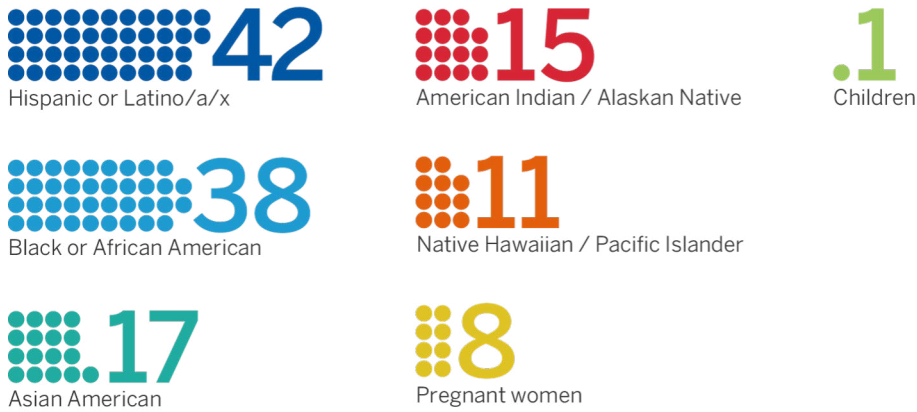 42
Hispanic or Latino/a/x
15
American Indian / Alaskan Native
.1
Children
38
Black or African American
11
Native Hawaiian / Pacific Islander
17
Asian American
8
Pregnant women